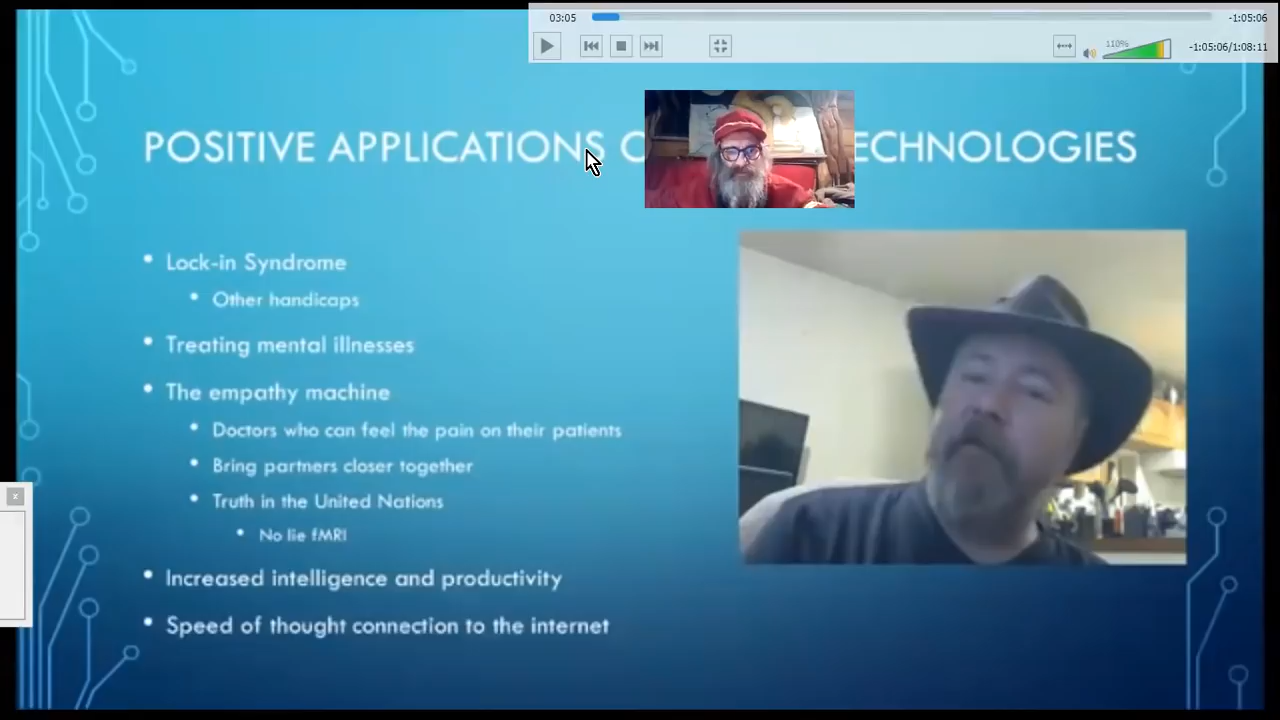 03:05
-1:05:06
110%
-1:05:06/1:08:11
POSITIVE APPLICATIONS ECHNOLOGIES
• Lock-in Syndrome
• Other handicaps
• Treating mental illnesses
• The empathy machine
• Doctors who can feel the pain on their patients
• Bring partners closer together
• Truth in the United Nations
• No lie fMRI
• Increased intelligence and productivity
• Speed of thought connection to the internet